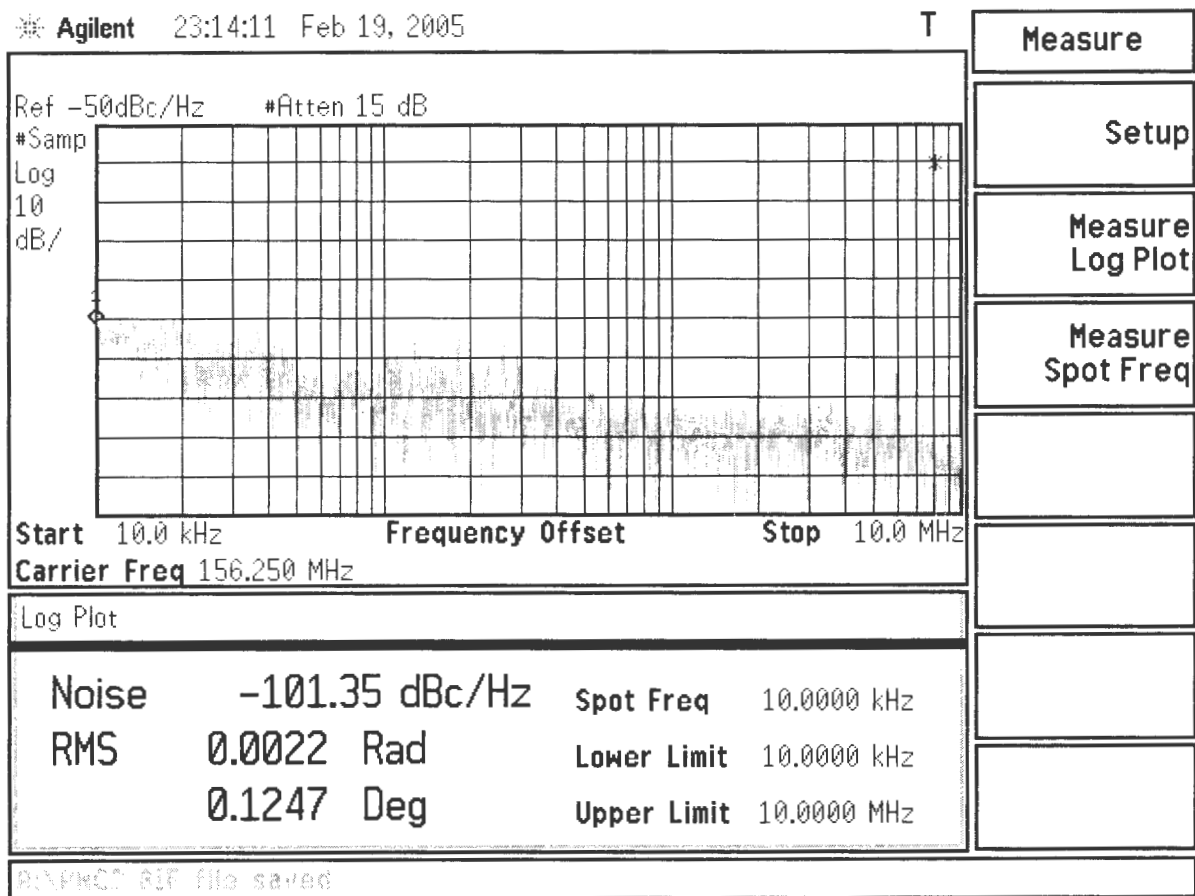 Agilent 23:14:11 Feb 19, 2005 T
Measure
Ref -50dBc/Hz #Atten 15 dB
#Samp
Log
10
dB/
1
Start 10.0 kHz Frequency Offset Stop 10.0 MHz
Carrier Freq 156.250 MHz
Log Plot
Noise -101.35 dBc/Hz Spot Freq 10.0000 kHz
RMS 0.0022 Rad Lower Limit 10.0000 kHz
0.1247 Deg Upper Limit 10.0000 MHz
file saved
Setup
Measure
Log Plot
Measure
Spot Freq